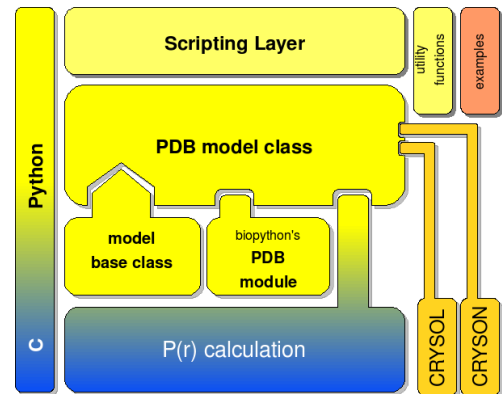 Python
C
Scripting Layer
utility
functions
examples
PDB model class
model
base class
biopython's
PDB
module
P(r) calculation
CRYSOL
CRYSON